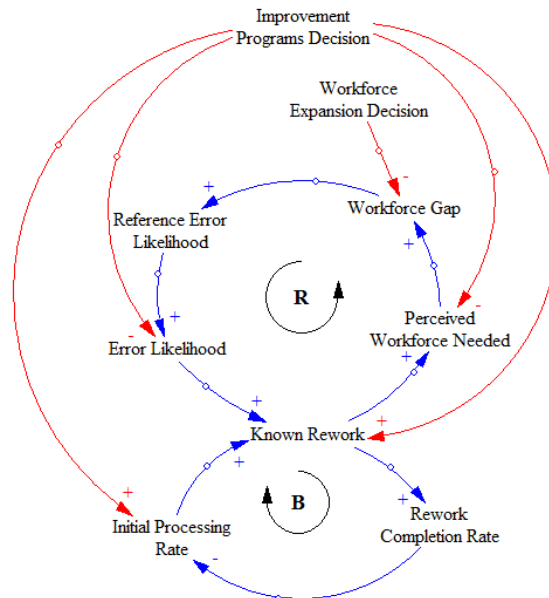 Improvement
Programs Decision
Workforce
Expansion Decision
-
+
Workforce Gap
Reference Error
Likelihood
+
R
+
-
-
Perceived
Workforce Needed
Error Likelihood
+
+
+
+
Known Rework
+
B
+
+
Initial Processing
Rate
Rework
Completion Rate
-